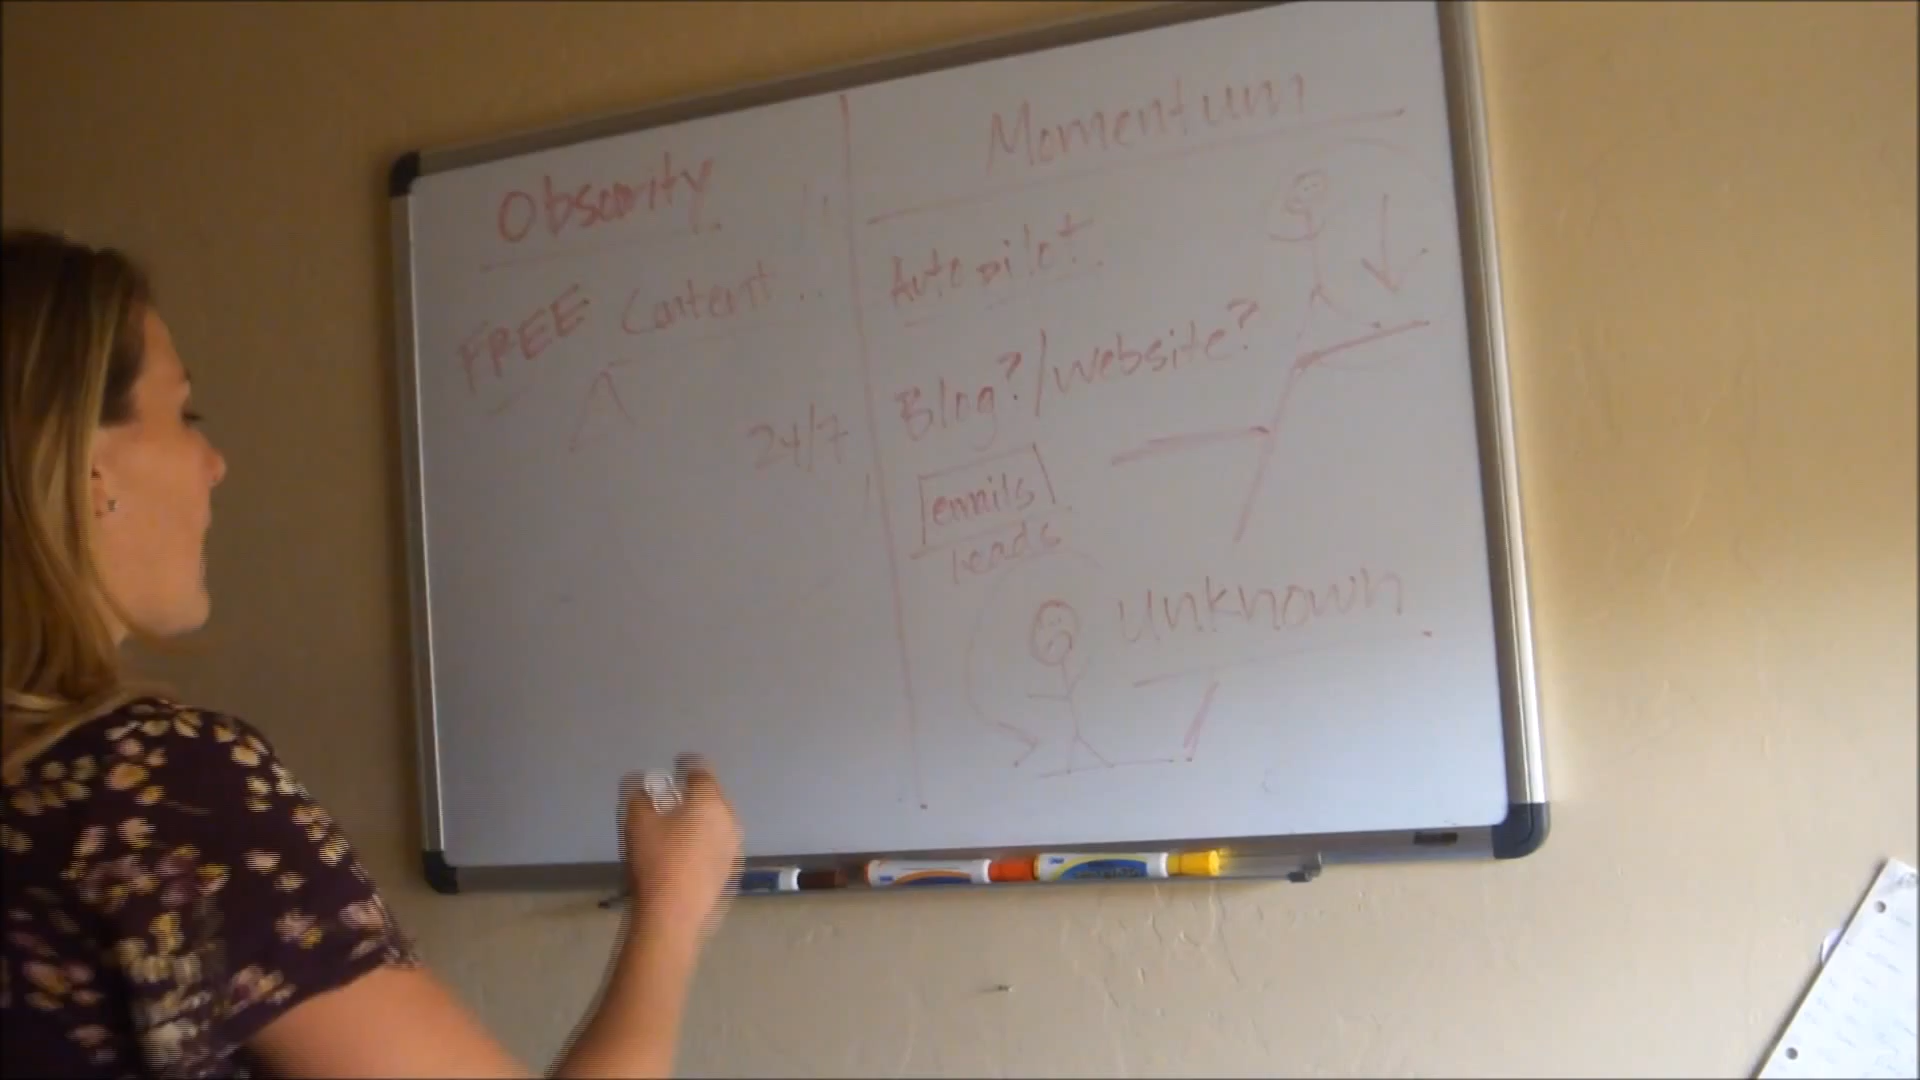 Obscurity
FREE Content..
24/7
Momentum
Autopilot.
Blog?/website?
emails
leads
Unknown